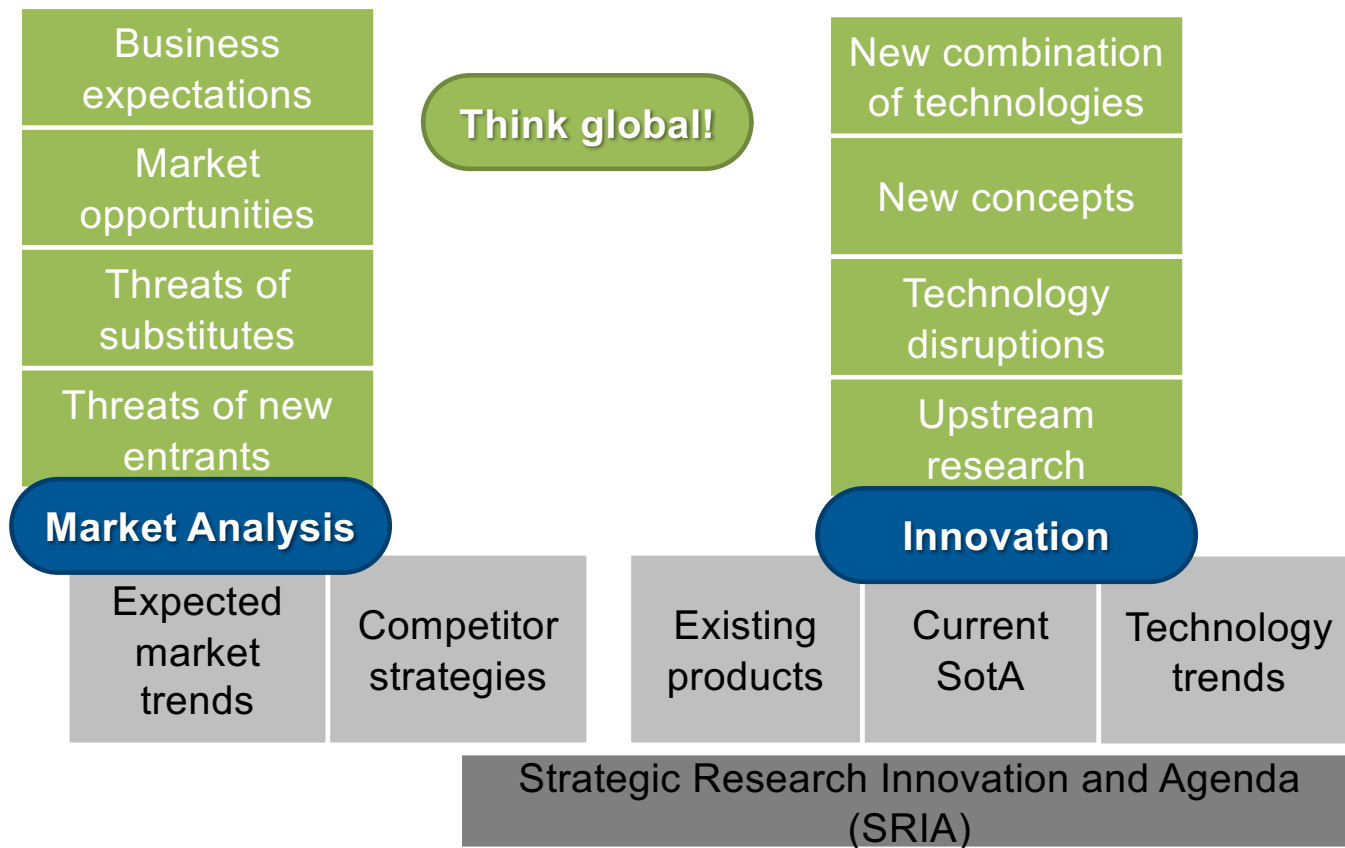 Business
expectations
Market
opportunities
Threats of
substitutes
Threats of new
entrants
Market Analysis
Expected
market
trends
Competitor
strategies
Think global!
New combination
of technologies
New concepts
Technology
disruptions
Upstream
research
Innovation
Existing
products
Current
SotA
Technology
trends
Strategic Research Innovation and Agenda
(SRIA)